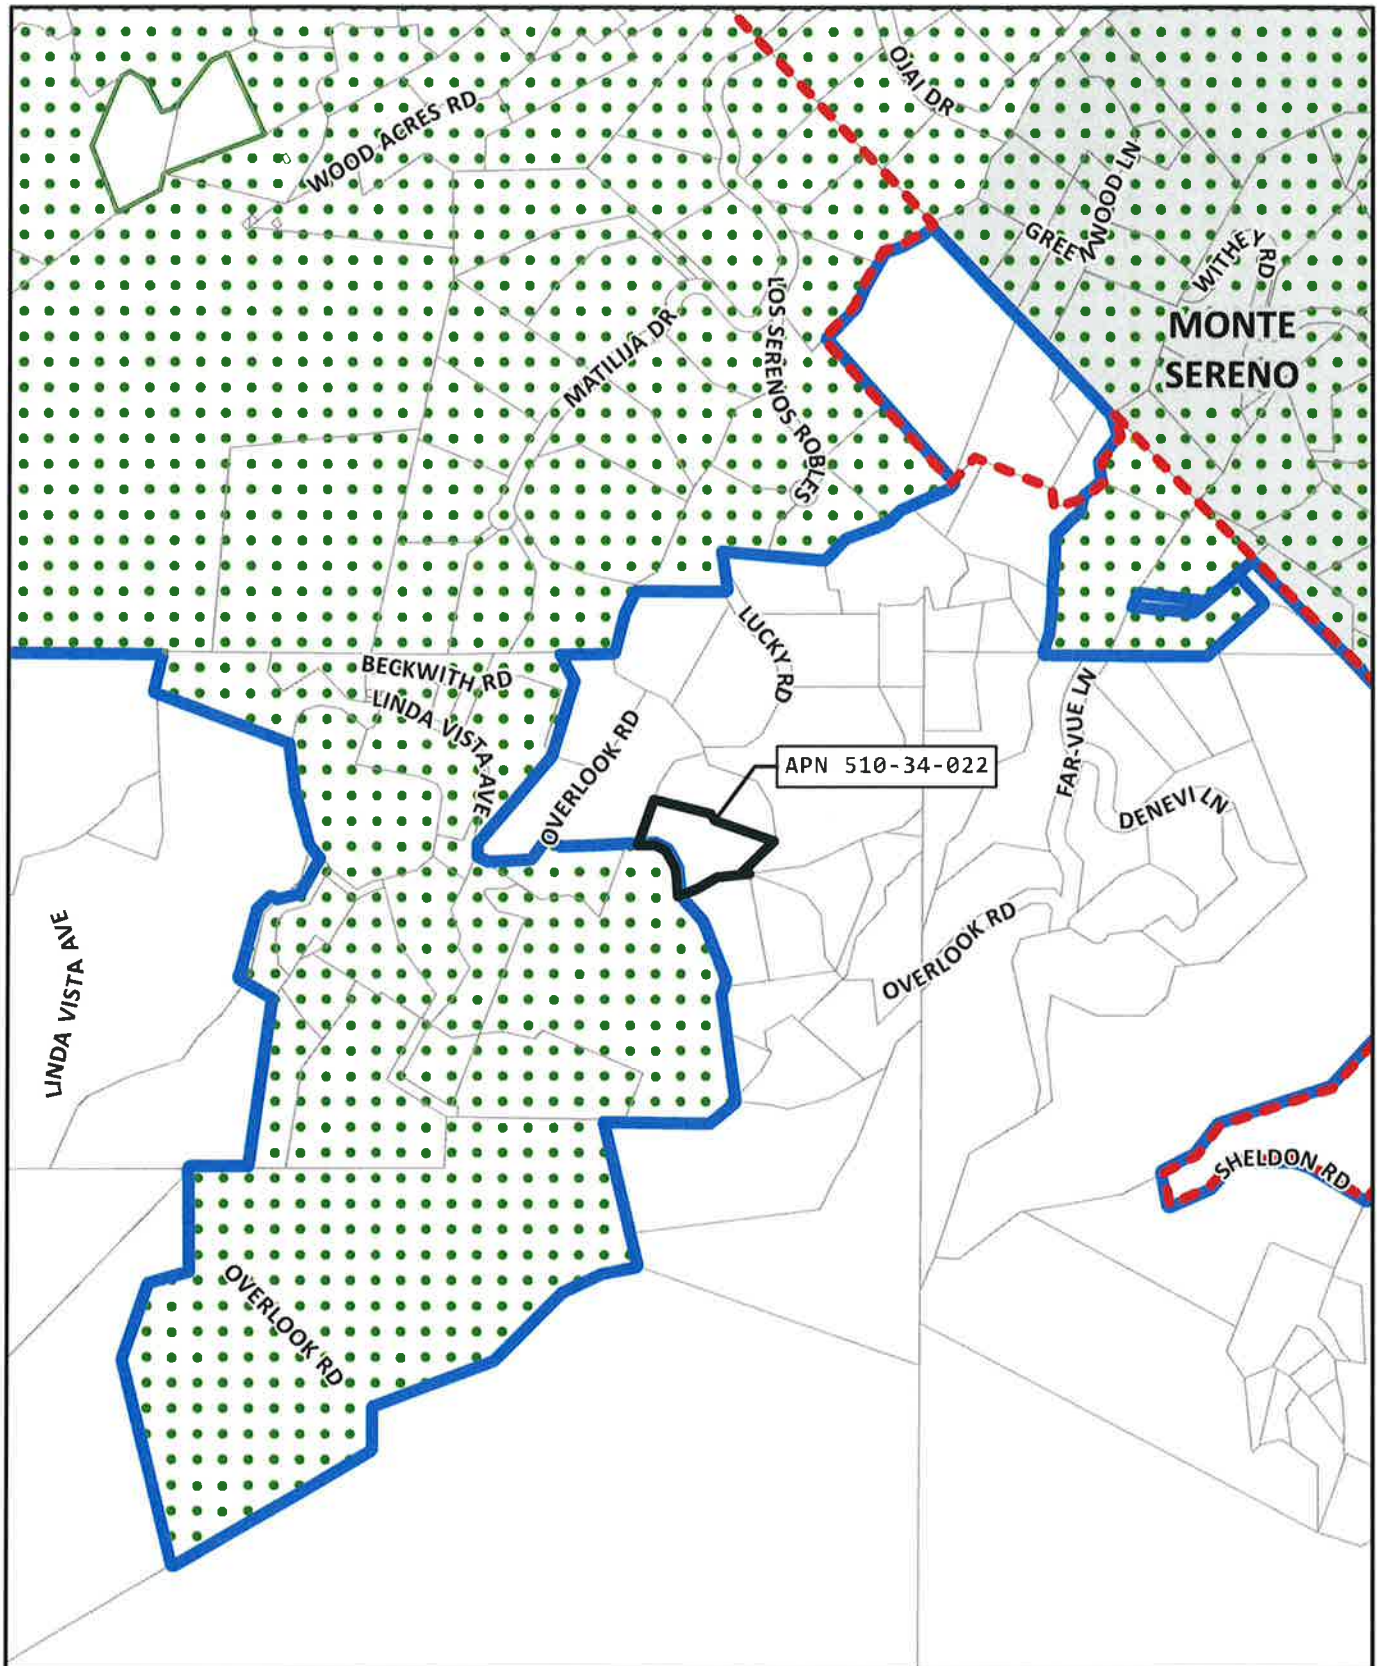 OJAI DR
WOOD ACRES RD
GREENWOOD LN
WITHEY RD
MONTE
SERENO
LOS SERENOS ROBLES
MATILIJA DR
LUCKY RD
BECKWITH RD
LINDA VISTA AVE
OVERLOOK RD
FAR-VUE LN
APN 510-34-022
DENEVI LN
OVERLOOK RD
LINDA VISTA AVE
SHELDON RD
OVERLOOK RD